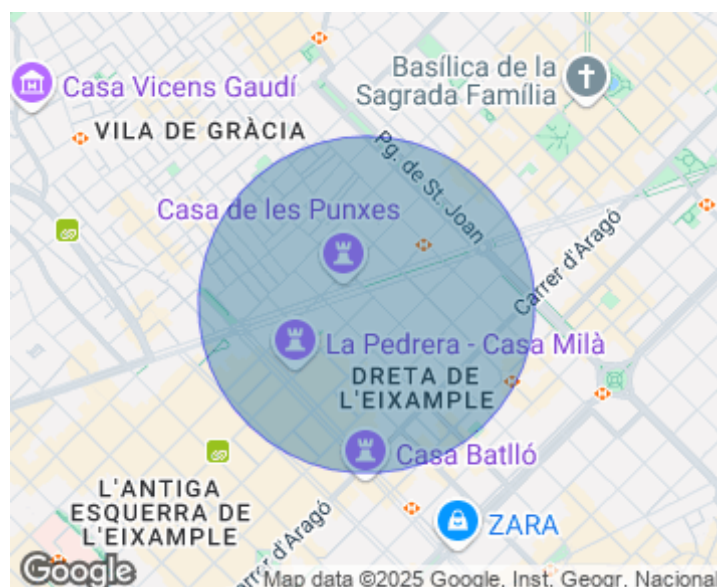 Basílica de la
Sagrada Família
Casa Vicens Gaudí
VILA DE GRÀCIA
Pg. de St. Joan
Casa de les Punxes
Carrer d'Aragó
La Pedrera - Casa Milà
DRETA DE
L'EIXAMPLE
Casa Batlló
L'ANTIGA
ESQUERRA DE
L'EIXAMPLE
ZARA
Carrer d'Aragó
Google
Map data ©2025 Google, Inst. Geogr. Nacional